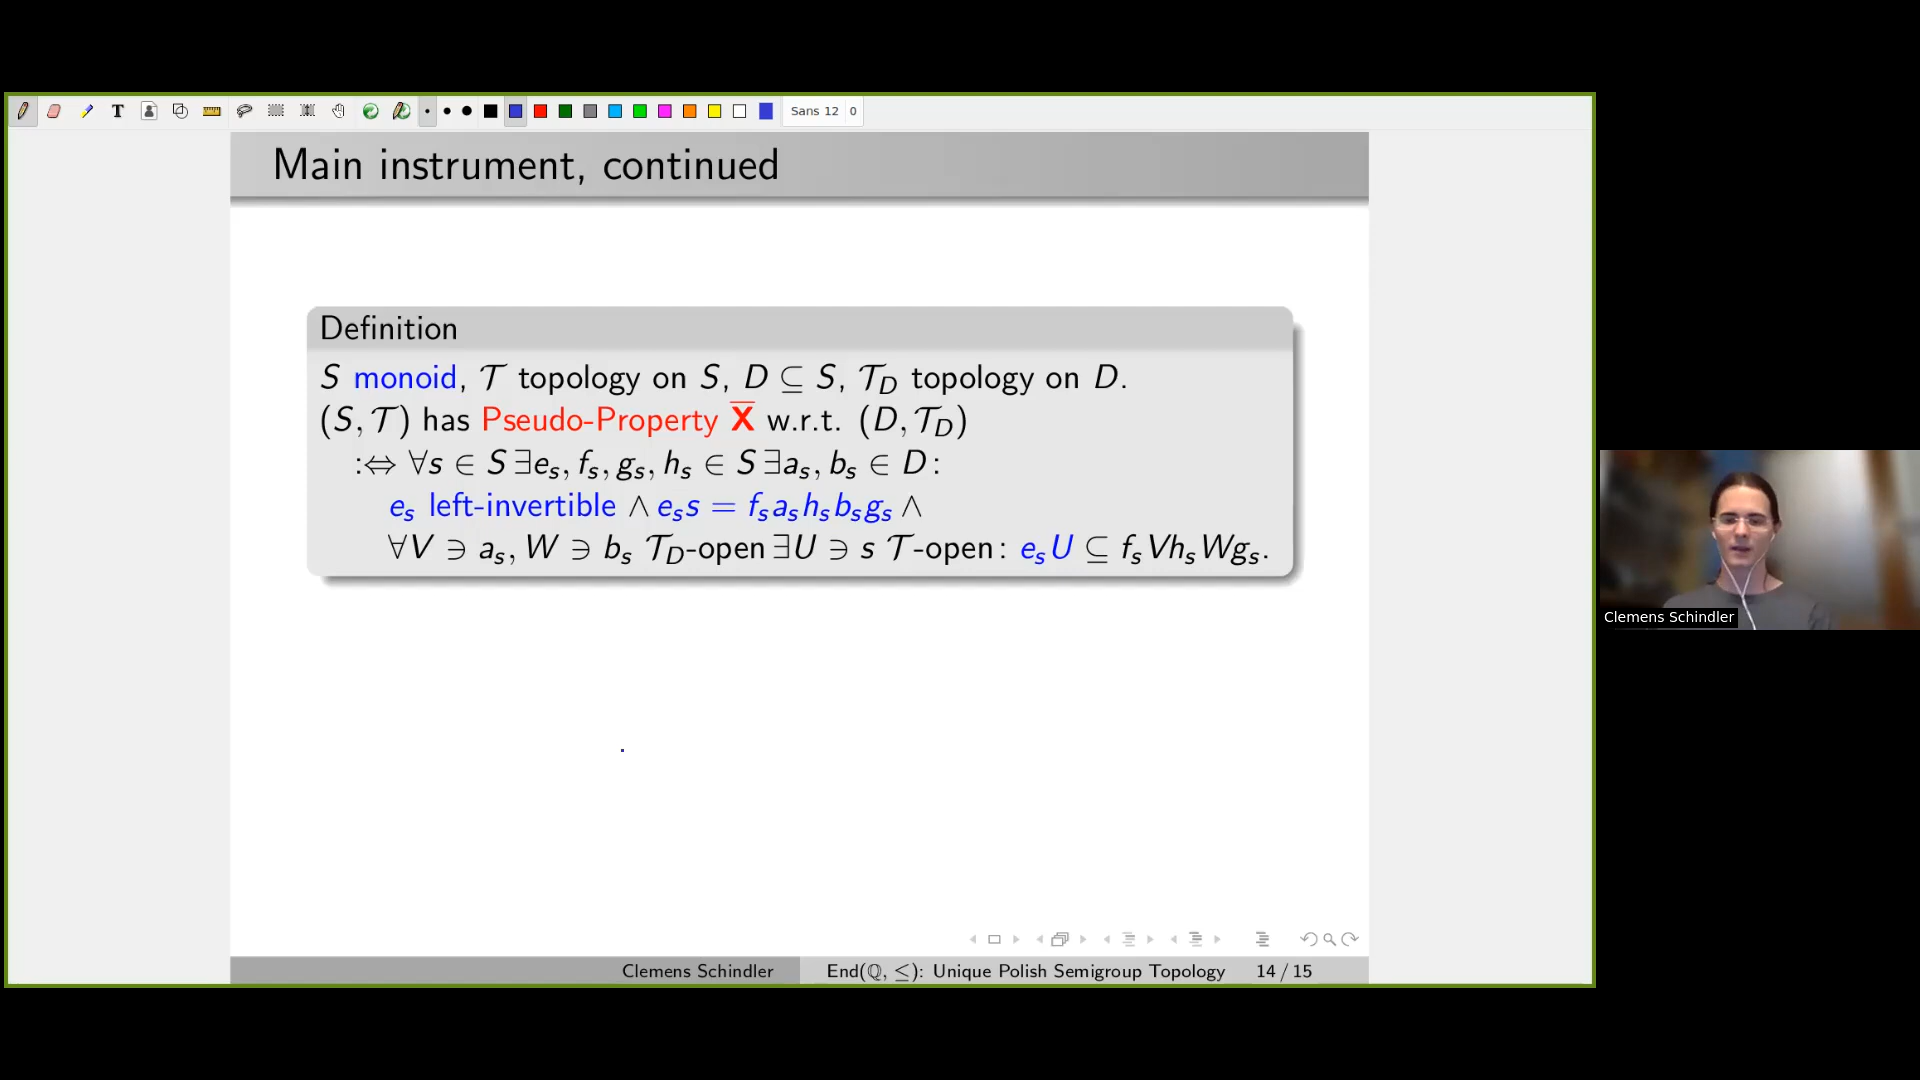 T
Sans 12 0
Main instrument, continued
Definition
S monoid, 𝒯 topology on S, D ⊆ S, 𝒯_D topology on D.
(S, 𝒯) has Pseudo-Property X̅ w.r.t. (D, 𝒯_D)
:⇔ ∀s ∈ S ∃e_s, f_s, g_s, h_s ∈ S ∃a_s, b_s ∈ D:
e_s left-invertible ∧ e_s s = f_s a_s h_s b_s g_s ∧
∀V ∋ a_s, W ∋ b_s 𝒯_D-open ∃U ∋ s 𝒯-open: e_s U ⊆ f_s V h_s W g_s.
Clemens Schindler
Clemens Schindler End(ℚ, ≤): Unique Polish Semigroup Topology 14 / 15